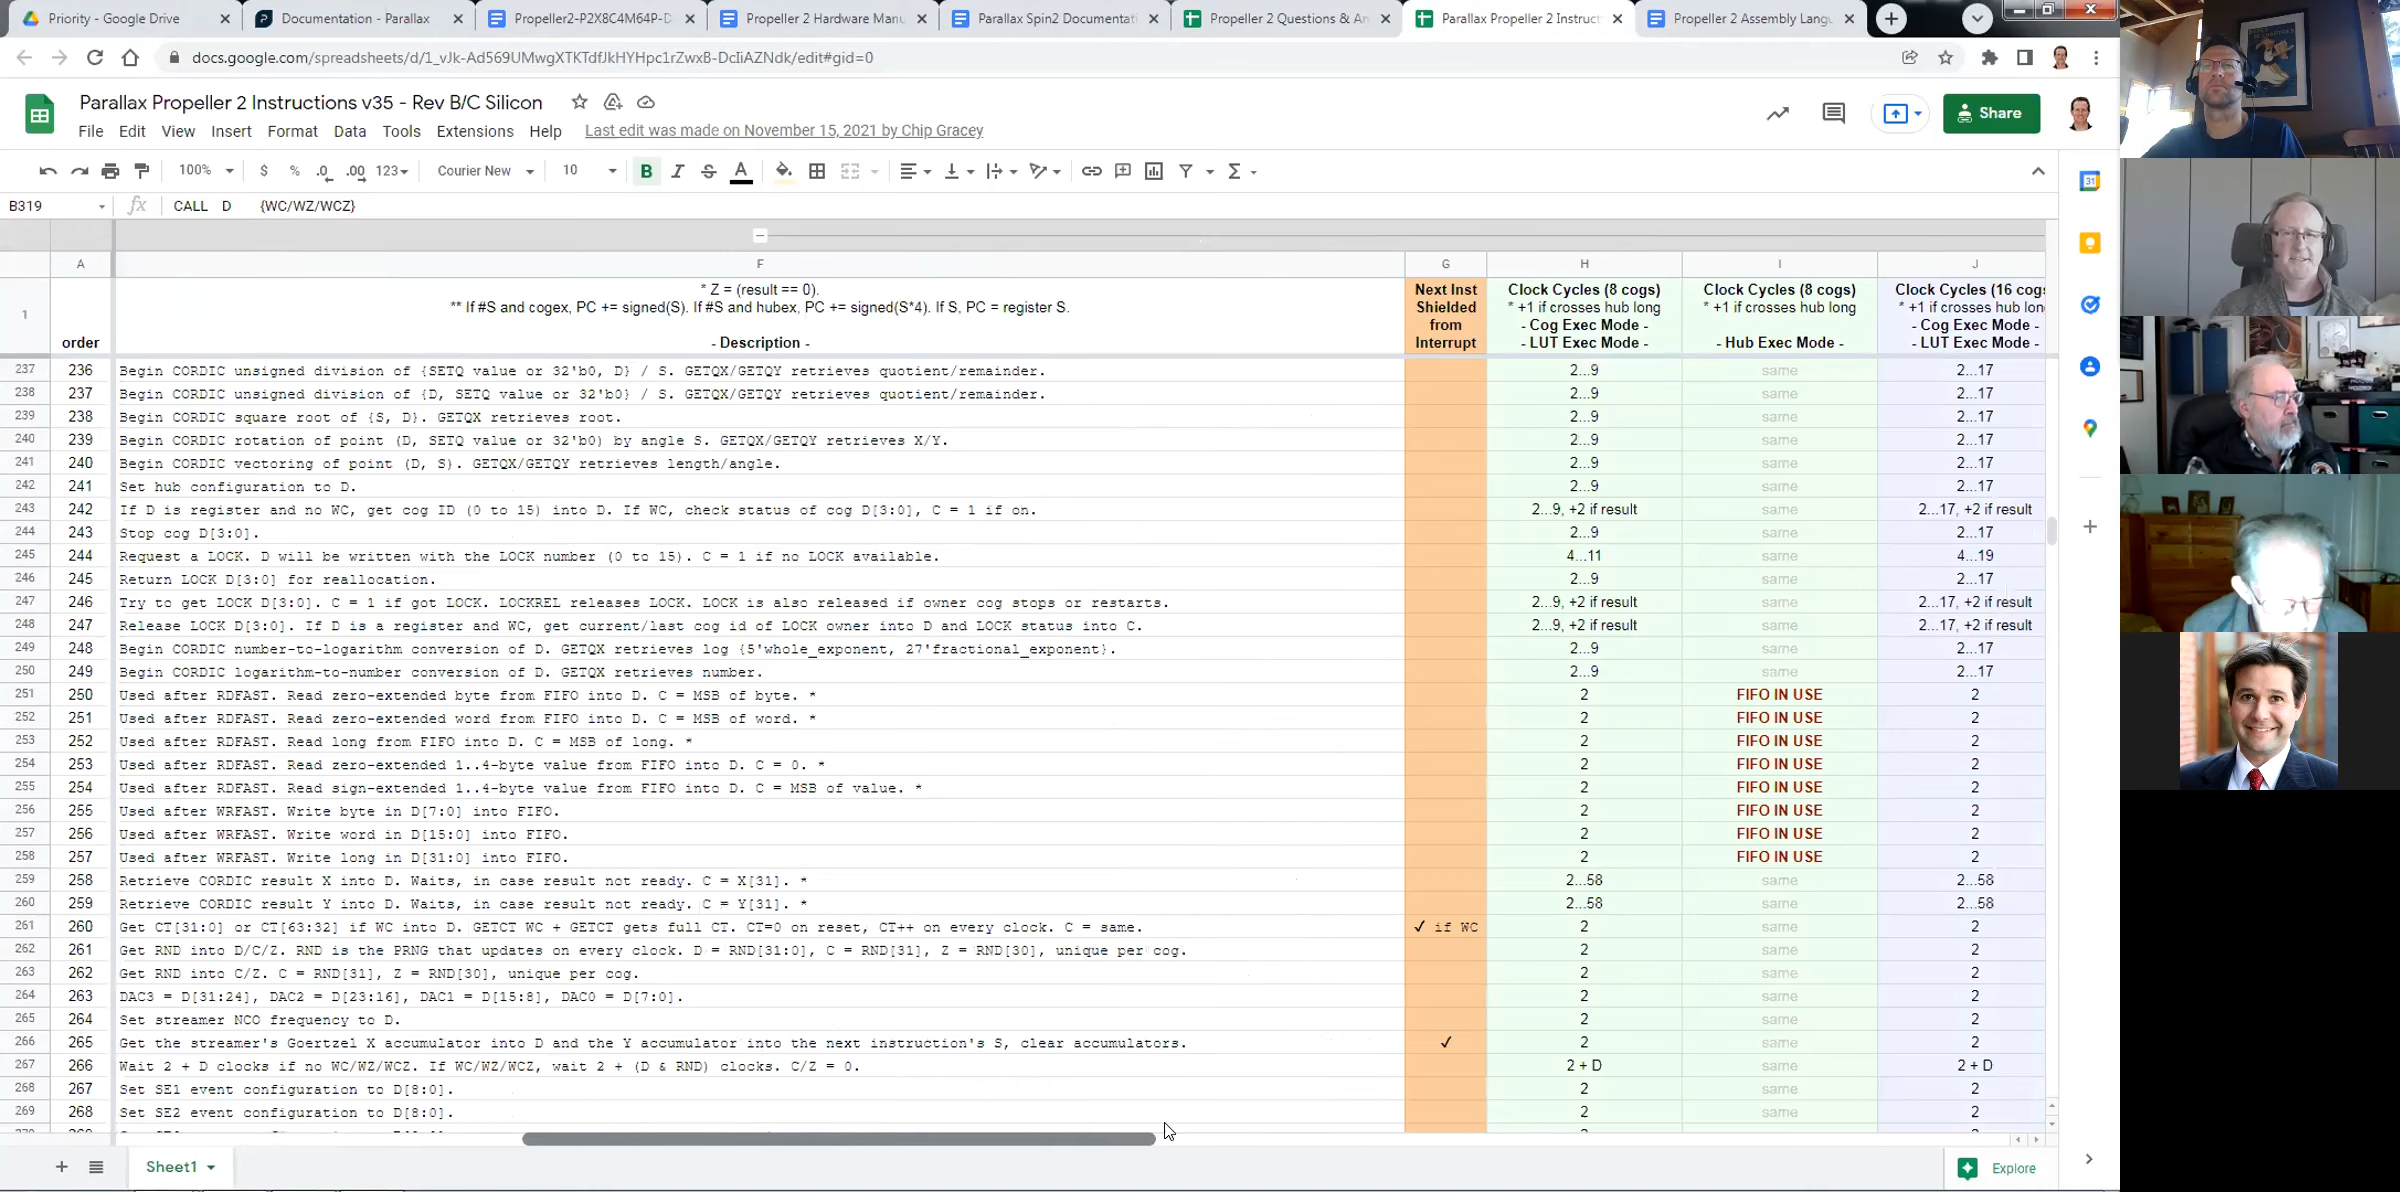 Priority - Google Drive
Documentation - Parallax
Propeller2-P2X8C4M64P-D
Propeller 2 Hardware Manu
Parallax Spin2 Documentati
Propeller 2 Questions & An
Parallax Propeller 2 Instruct
Propeller 2 Assembly Langu
docs.google.com/spreadsheets/d/1_vJk-Ad569UMwgXTKTdfJkHYHpc1rZwxB-DcIiAZNdk/edit#gid=0
Parallax Propeller 2 Instructions v35 - Rev B/C Silicon
File Edit View Insert Format Data Tools Extensions Help Last edit was made on November 15, 2021 by Chip Gracey
Share
100% $ % .0 .00 123 Courier New 10 B I S A Σ
31
B319 fx CALL D {WC/WZ/WCZ}
A F G H I J
1 order
* Z = (result == 0).
** If #S and cogex, PC += signed(S). If #S and hubex, PC += signed(S*4). If S, PC = register S.
- Description -
Next Inst
Shielded
from
Interrupt
Clock Cycles (8 cogs)
* +1 if crosses hub long
- Cog Exec Mode -
- LUT Exec Mode -
Clock Cycles (8 cogs)
* +1 if crosses hub long
- Hub Exec Mode -
Clock Cycles (16 cogs
* +1 if crosses hub lon
- Cog Exec Mode -
- LUT Exec Mode -
237 236 Begin CORDIC unsigned division of {SETQ value or 32'b0, D} / S. GETQX/GETQY retrieves quotient/remainder. 2...9 same 2...17
238 237 Begin CORDIC unsigned division of {D, SETQ value or 32'b0} / S. GETQX/GETQY retrieves quotient/remainder. 2...9 same 2...17
239 238 Begin CORDIC square root of {S, D}. GETQX retrieves root. 2...9 same 2...17
240 239 Begin CORDIC rotation of point (D, SETQ value or 32'b0) by angle S. GETQX/GETQY retrieves X/Y. 2...9 same 2...17
241 240 Begin CORDIC vectoring of point (D, S). GETQX/GETQY retrieves length/angle. 2...9 same 2...17
242 241 Set hub configuration to D. 2...9 same 2...17
243 242 If D is register and no WC, get cog ID (0 to 15) into D. If WC, check status of cog D[3:0], C = 1 if on. 2...9, +2 if result same 2...17, +2 if result
244 243 Stop cog D[3:0]. 2...9 same 2...17
245 244 Request a LOCK. D will be written with the LOCK number (0 to 15). C = 1 if no LOCK available. 4...11 same 4...19
246 245 Return LOCK D[3:0] for reallocation. 2...9 same 2...17
247 246 Try to get LOCK D[3:0]. C = 1 if got LOCK. LOCKREL releases LOCK. LOCK is also released if owner cog stops or restarts. 2...9, +2 if result same 2...17, +2 if result
248 247 Release LOCK D[3:0]. If D is a register and WC, get current/last cog id of LOCK owner into D and LOCK status into C. 2...9, +2 if result same 2...17, +2 if result
249 248 Begin CORDIC number-to-logarithm conversion of D. GETQX retrieves log {5'whole_exponent, 27'fractional_exponent}. 2...9 same 2...17
250 249 Begin CORDIC logarithm-to-number conversion of D. GETQX retrieves number. 2...9 same 2...17
251 250 Used after RDFAST. Read zero-extended byte from FIFO into D. C = MSB of byte. * 2 FIFO IN USE 2
252 251 Used after RDFAST. Read zero-extended word from FIFO into D. C = MSB of word. * 2 FIFO IN USE 2
253 252 Used after RDFAST. Read long from FIFO into D. C = MSB of long. * 2 FIFO IN USE 2
254 253 Used after RDFAST. Read zero-extended 1..4-byte value from FIFO into D. C = 0. * 2 FIFO IN USE 2
255 254 Used after RDFAST. Read sign-extended 1..4-byte value from FIFO into D. C = MSB of value. * 2 FIFO IN USE 2
256 255 Used after WRFAST. Write byte in D[7:0] into FIFO. 2 FIFO IN USE 2
257 256 Used after WRFAST. Write word in D[15:0] into FIFO. 2 FIFO IN USE 2
258 257 Used after WRFAST. Write long in D[31:0] into FIFO. 2 FIFO IN USE 2
259 258 Retrieve CORDIC result X into D. Waits, in case result not ready. C = X[31]. * 2...58 same 2...58
260 259 Retrieve CORDIC result Y into D. Waits, in case result not ready. C = Y[31]. * 2...58 same 2...58
261 260 Get CT[31:0] or CT[63:32] if WC into D. GETCT WC + GETCT gets full CT. CT=0 on reset, CT++ on every clock. C = same. ✓ if WC 2 same 2
262 261 Get RND into D/C/Z. RND is the PRNG that updates on every clock. D = RND[31:0], C = RND[31], Z = RND[30], unique per cog. 2 same 2
263 262 Get RND into C/Z. C = RND[31], Z = RND[30], unique per cog. 2 same 2
264 263 DAC3 = D[31:24], DAC2 = D[23:16], DAC1 = D[15:8], DAC0 = D[7:0]. 2 same 2
265 264 Set streamer NCO frequency to D. 2 same 2
266 265 Get the streamer's Goertzel X accumulator into D and the Y accumulator into the next instruction's S, clear accumulators. ✓ 2 same 2
267 266 Wait 2 + D clocks if no WC/WZ/WCZ. If WC/WZ/WCZ, wait 2 + (D & RND) clocks. C/Z = 0. 2 + D same 2 + D
268 267 Set SE1 event configuration to D[8:0]. 2 same 2
269 268 Set SE2 event configuration to D[8:0]. 2 same 2
Sheet1
Explore